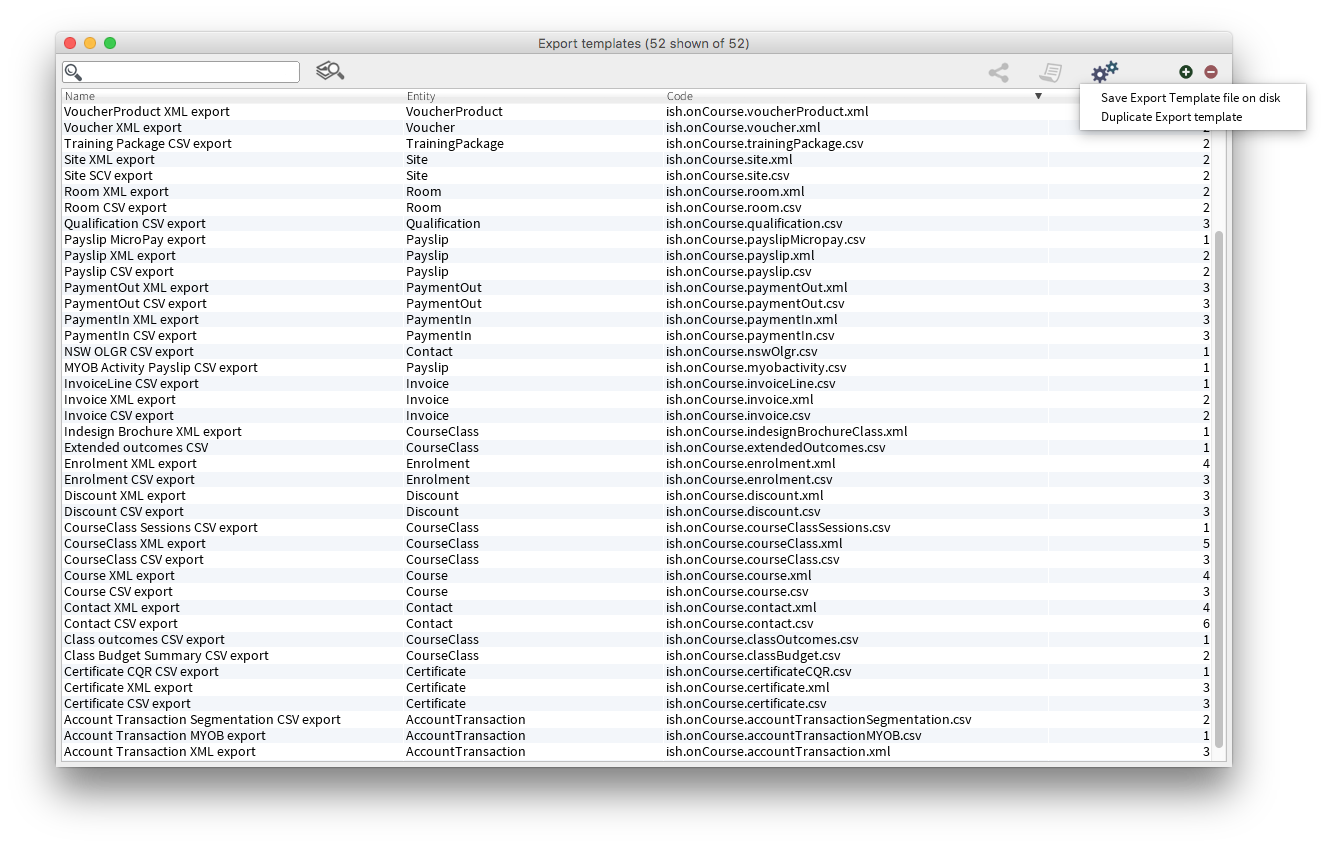 Export templates (52 shown of 52)
Name Entity Code ▼
Save Export Template file on disk
Duplicate Export template
VoucherProduct XML export VoucherProduct ish.onCourse.voucherProduct.xml
Voucher XML export Voucher ish.onCourse.voucher.xml 2
Training Package CSV export TrainingPackage ish.onCourse.trainingPackage.csv 2
Site XML export Site ish.onCourse.site.xml 2
Site SCV export Site ish.onCourse.site.csv 2
Room XML export Room ish.onCourse.room.xml 2
Room CSV export Room ish.onCourse.room.csv 2
Qualification CSV export Qualification ish.onCourse.qualification.csv 3
Payslip MicroPay export Payslip ish.onCourse.payslipMicropay.csv 1
Payslip XML export Payslip ish.onCourse.payslip.xml 2
Payslip CSV export Payslip ish.onCourse.payslip.csv 2
PaymentOut XML export PaymentOut ish.onCourse.paymentOut.xml 3
PaymentOut CSV export PaymentOut ish.onCourse.paymentOut.csv 3
PaymentIn XML export PaymentIn ish.onCourse.paymentIn.xml 3
PaymentIn CSV export PaymentIn ish.onCourse.paymentIn.csv 3
NSW OLGR CSV export Contact ish.onCourse.nswOlgr.csv 1
MYOB Activity Payslip CSV export Payslip ish.onCourse.myobactivity.csv 1
InvoiceLine CSV export Invoice ish.onCourse.invoiceLine.csv 1
Invoice XML export Invoice ish.onCourse.invoice.xml 2
Invoice CSV export Invoice ish.onCourse.invoice.csv 2
Indesign Brochure XML export CourseClass ish.onCourse.indesignBrochureClass.xml 1
Extended outcomes CSV CourseClass ish.onCourse.extendedOutcomes.csv 1
Enrolment XML export Enrolment ish.onCourse.enrolment.xml 4
Enrolment CSV export Enrolment ish.onCourse.enrolment.csv 3
Discount XML export Discount ish.onCourse.discount.xml 3
Discount CSV export Discount ish.onCourse.discount.csv 3
CourseClass Sessions CSV export CourseClass ish.onCourse.courseClassSessions.csv 1
CourseClass XML export CourseClass ish.onCourse.courseClass.xml 5
CourseClass CSV export CourseClass ish.onCourse.courseClass.csv 3
Course XML export Course ish.onCourse.course.xml 4
Course CSV export Course ish.onCourse.course.csv 3
Contact XML export Contact ish.onCourse.contact.xml 4
Contact CSV export Contact ish.onCourse.contact.csv 6
Class outcomes CSV export CourseClass ish.onCourse.classOutcomes.csv 1
Class Budget Summary CSV export CourseClass ish.onCourse.classBudget.csv 2
Certificate CQR CSV export Certificate ish.onCourse.certificateCQR.csv 1
Certificate XML export Certificate ish.onCourse.certificate.xml 3
Certificate CSV export Certificate ish.onCourse.certificate.csv 3
Account Transaction Segmentation CSV export AccountTransaction ish.onCourse.accountTransactionSegmentation.csv 2
Account Transaction MYOB export AccountTransaction ish.onCourse.accountTransactionMYOB.csv 1
Account Transaction XML export AccountTransaction ish.onCourse.accountTransaction.xml 3